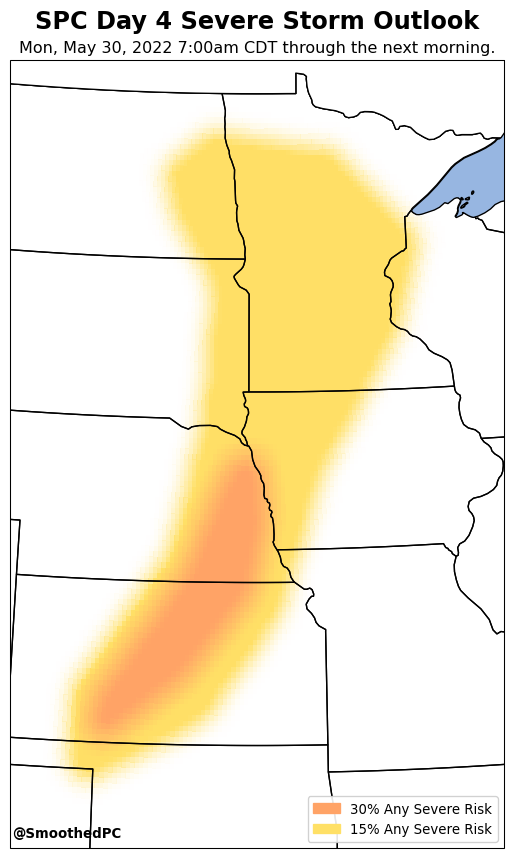 SPC Day 4 Severe Storm Outlook
Mon, May 30, 2022 7:00am CDT through the next morning.
30% Any Severe Risk
15% Any Severe Risk
@SmoothedPC